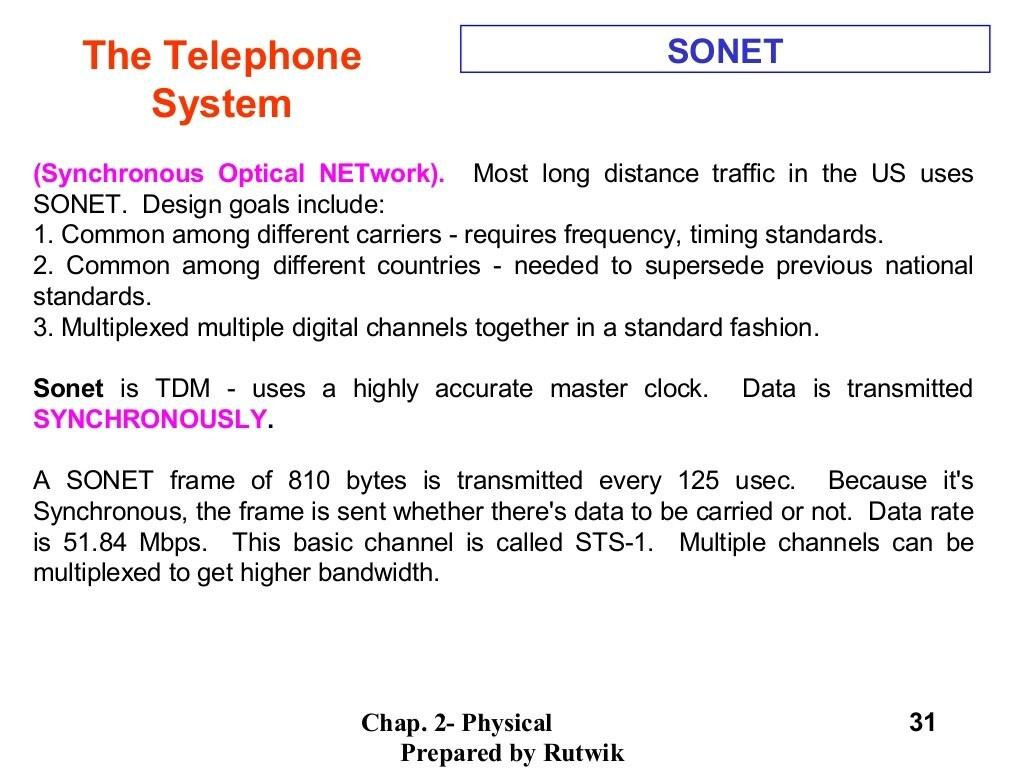 The Telephone
System
SONET
(Synchronous Optical NETwork). Most long distance traffic in the US uses
SONET. Design goals include:
1. Common among different carriers - requires frequency, timing standards.
2. Common among different countries - needed to supersede previous national
standards.
3. Multiplexed multiple digital channels together in a standard fashion.
Sonet is TDM - uses a highly accurate master clock. Data is transmitted
SYNCHRONOUSLY.
A SONET frame of 810 bytes is transmitted every 125 usec. Because it's
Synchronous, the frame is sent whether there's data to be carried or not. Data rate
is 51.84 Mbps. This basic channel is called STS-1. Multiple channels can be
multiplexed to get higher bandwidth.
Chap. 2- Physical
Prepared by Rutwik
31